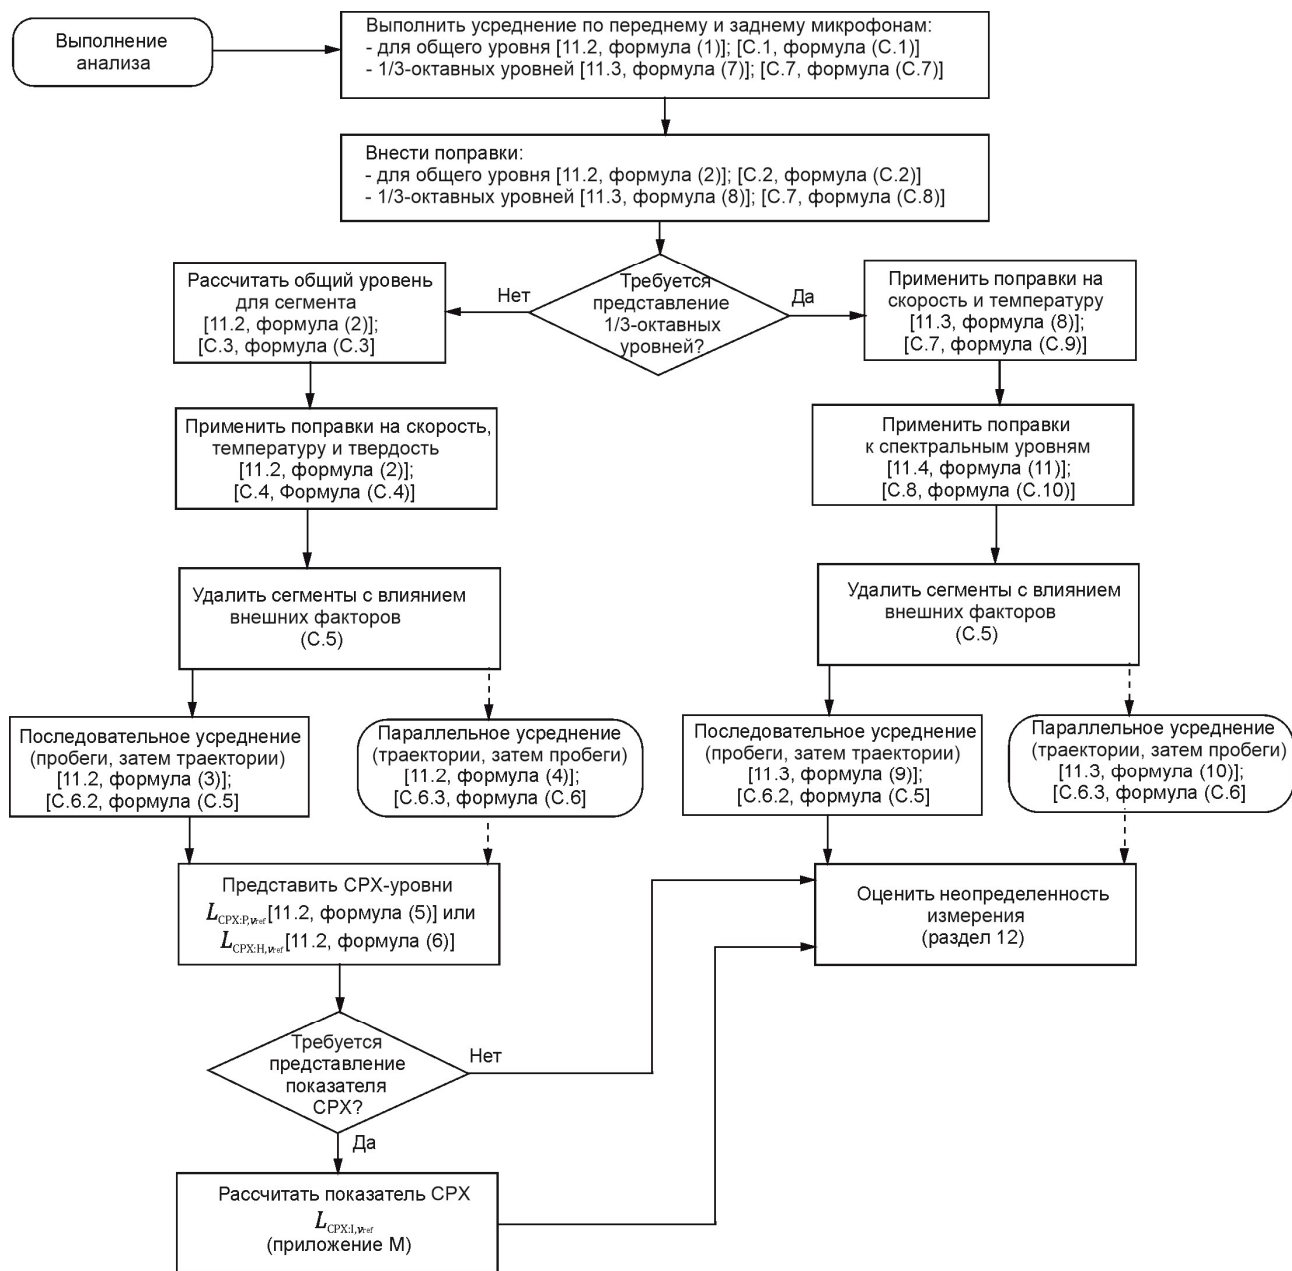 Выполнение
анализа
Выполнить усреднение по переднему и заднему микрофонам:
- для общего уровня [11.2, формула (1)]; [С.1, формула (С.1)]
- 1/3-октавных уровней [11.3, формула (7)]; [С.7, формула (С.7)]
Внести поправки:
- для общего уровня [11.2, формула (2)]; [С.2, формула (С.2)]
- 1/3-октавных уровней [11.3, формула (8)]; [С.7, формула (С.8)]
Требуется
представление
1/3-октавных
уровней?
Нет
Да
Рассчитать общий уровень
для сегмента
[11.2, формула (2)];
[С.3, формула (С.3]
Применить поправки на
скорость и температуру
[11.3, формула (8)];
[С.7, формула (С.9)]
Применить поправки на скорость,
температуру и твердость
[11.2, формула (2)];
[С.4, Формула (С.4)]
Применить поправки
к спектральным уровням
[11.4, формула (11)];
[С.8, формула (С.10)]
Удалить сегменты с влиянием
внешних факторов
(С.5)
Удалить сегменты с влиянием
внешних факторов
(С.5)
Последовательное усреднение
(пробеги, затем траектории)
[11.2, формула (3)];
[С.6.2, формула (С.5]
Параллельное усреднение
(траектории, затем пробеги)
[11.2, формула (4)];
[С.6.3, формула (С.6]
Последовательное усреднение
(пробеги, затем траектории)
[11.3, формула (9)];
[С.6.2, формула (С.5]
Параллельное усреднение
(траектории, затем пробеги)
[11.3, формула (10)];
[С.6.3, формула (С.6]
Представить СРХ-уровни
L CPX:P,vref [11.2, формула (5)] или
L CPX:H,vref [11.2, формула (6)]
Оценить неопределенность
измерения
(раздел 12)
Требуется
представление
показателя
СРХ?
Нет
Да
Рассчитать показатель СРХ
L CPX:I,vref
(приложение М)